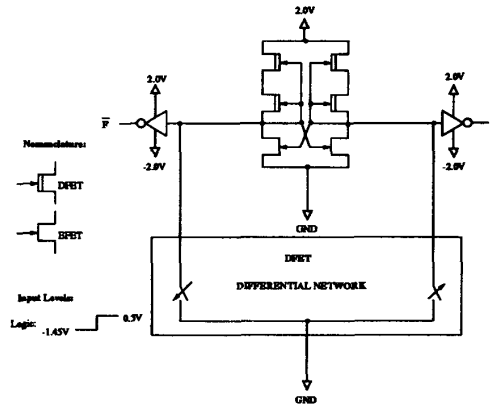 2.0V
2.0V
2.0V
F
-2.0V
-2.0V
Nomenclature:
DFET
EFET
GND
DFET
DIFFERENTIAL NETWORK
Input Levels:
Logic: -1.45V 0.5V
GND